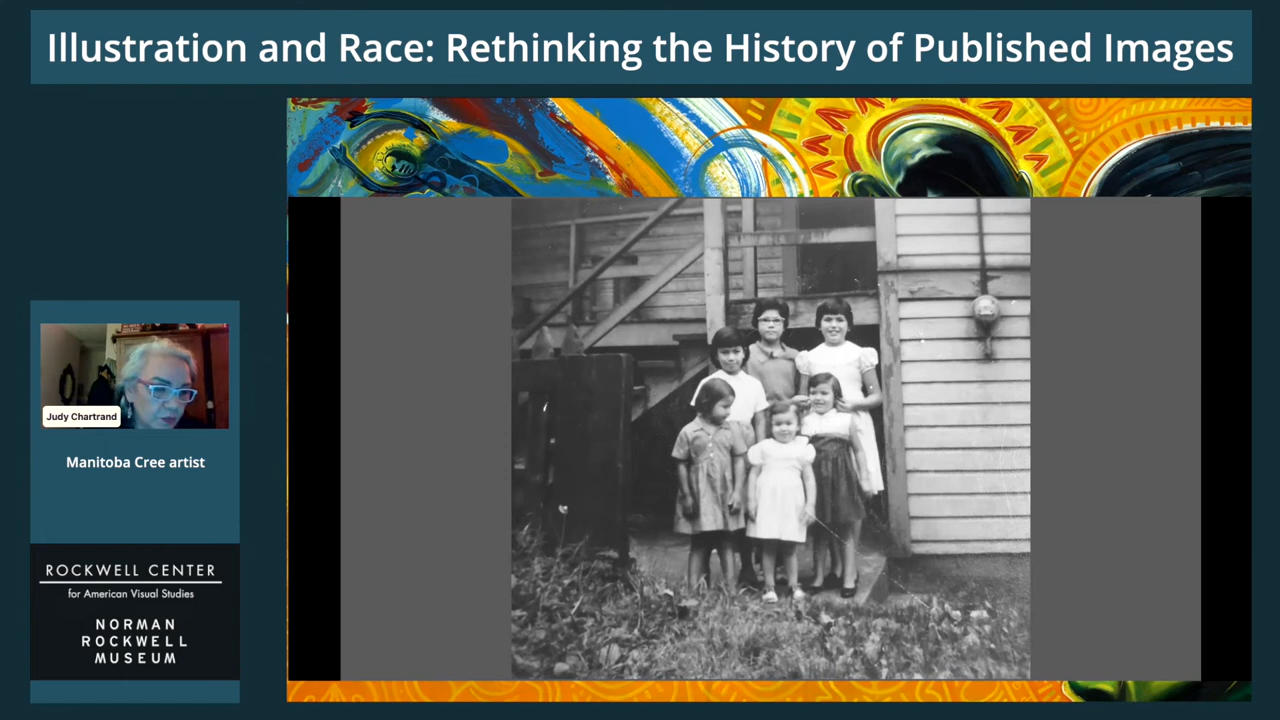 Illustration and Race: Rethinking the History of Published Images
Judy Chartrand
Manitoba Cree artist
ROCKWELL CENTER
for American Visual Studies
NORMAN
ROCKWELL
MUSEUM